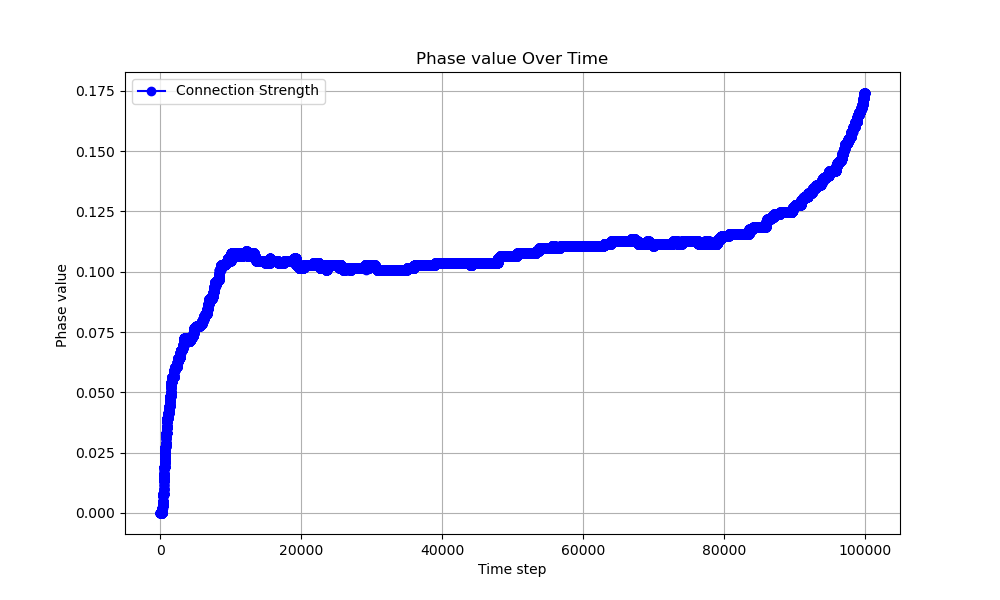 Phase value Over Time
Connection Strength
Phase value
0.175
0.150
0.125
0.100
0.075
0.050
0.025
0.000
0 20000 40000 60000 80000 100000
Time step